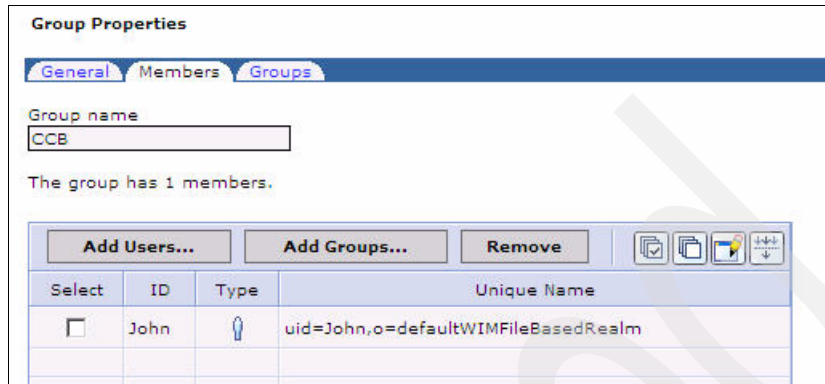 Group Properties
General Members Groups
Group name
CCB
The group has 1 members.
Add Users... Add Groups... Remove
Select ID Type Unique Name
John uid=John,o=defaultWIMFileBasedRealm